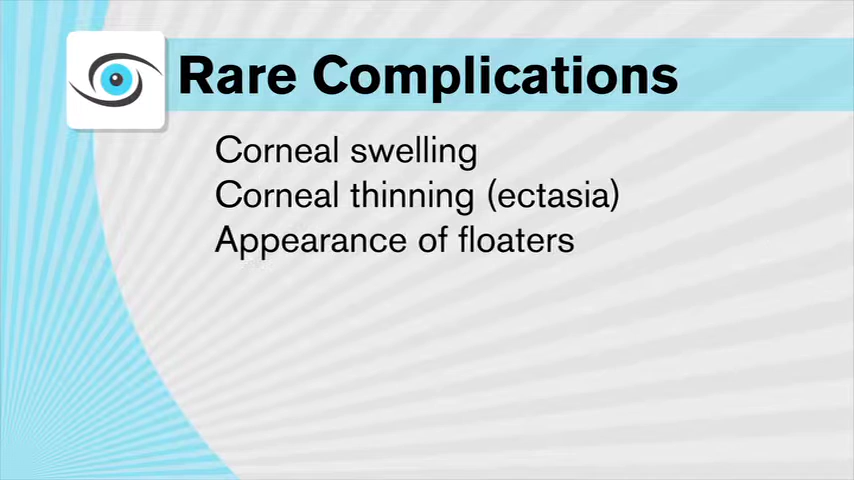 Rare Complications
Corneal swelling
Corneal thinning (ectasia)
Appearance of floaters